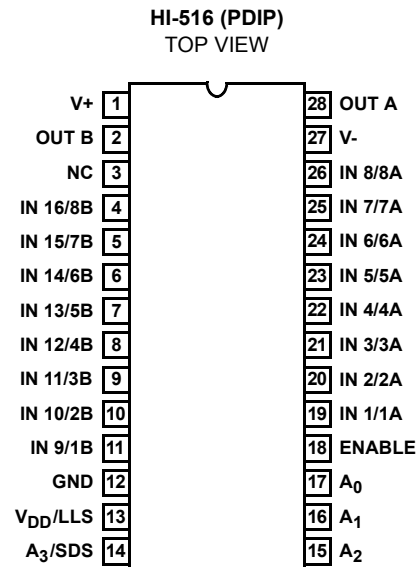 HI-516 (PDIP)
TOP VIEW
V+ 1 28 OUT A
OUT B 2 27 V-
NC 3 26 IN 8/8A
IN 16/8B 4 25 IN 7/7A
IN 15/7B 5 24 IN 6/6A
IN 14/6B 6 23 IN 5/5A
IN 13/5B 7 22 IN 4/4A
IN 12/4B 8 21 IN 3/3A
IN 11/3B 9 20 IN 2/2A
IN 10/2B 10 19 IN 1/1A
IN 9/1B 11 18 ENABLE
GND 12 17 A0
VDD/LLS 13 16 A1
A3/SDS 14 15 A2